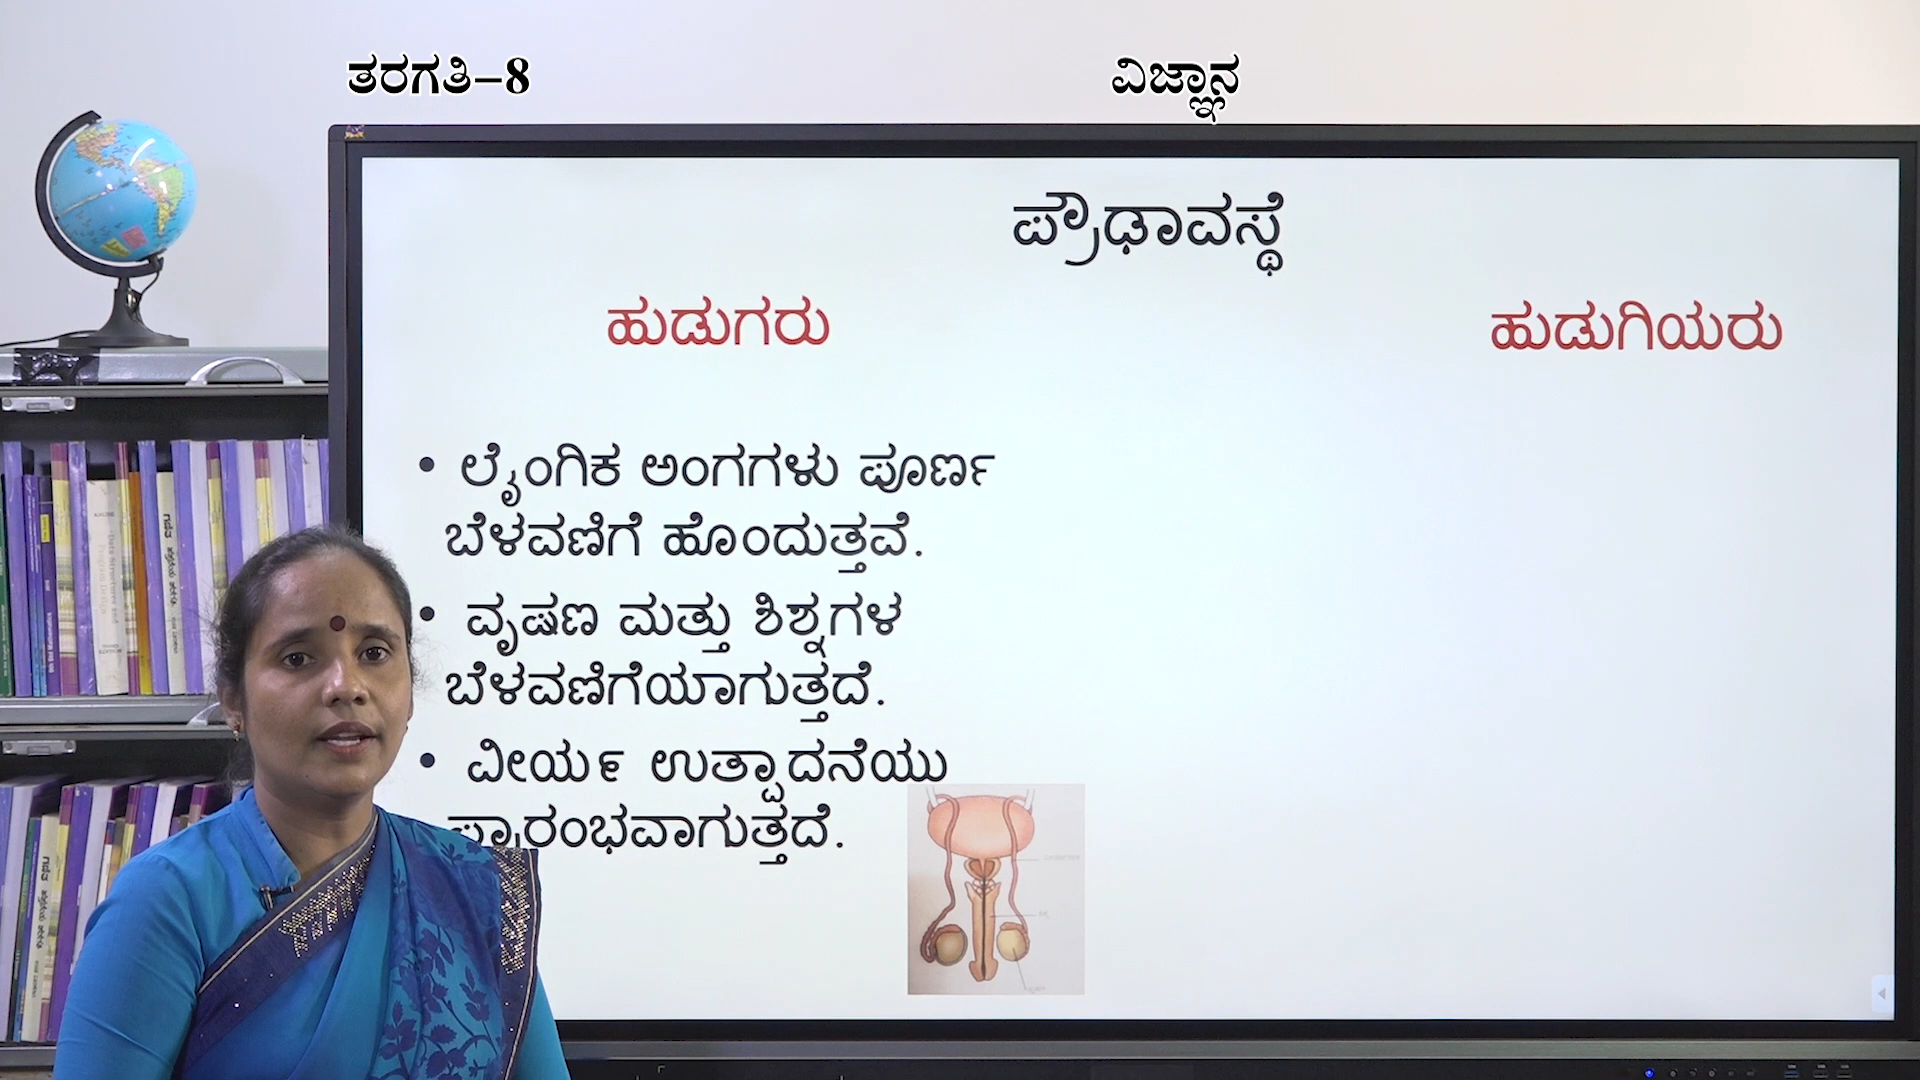 ತರಗತಿ–8
ವಿಜ್ಞಾನ
ಪ್ರೌಢಾವಸ್ಥೆ
ಹುಡುಗರು
ಹುಡುಗಿಯರು
• ಲೈಂಗಿಕ ಅಂಗಗಳು ಪೂರ್ಣ
ಬೆಳವಣಿಗೆ ಹೊಂದುತ್ತವೆ.
• ವೃಷಣ ಮತ್ತು ಶಿಶ್ನಗಳ
ಬೆಳವಣಿಗೆಯಾಗುತ್ತದೆ.
• ವೀರ್ಯ ಉತ್ಪಾದನೆಯು
ಪ್ರಾರಂಭವಾಗುತ್ತದೆ.